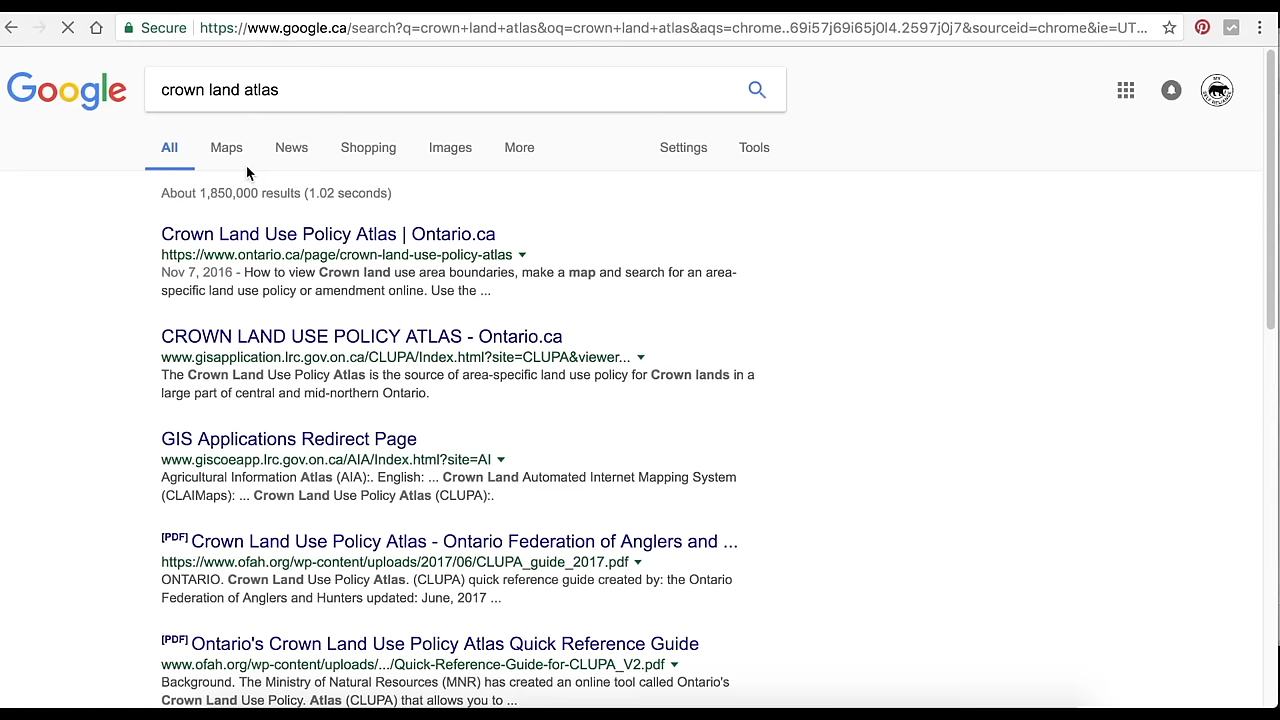 Secure https://www.google.ca/search?q=crown+land+atlas&oq=crown+land+atlas&aqs=chrome..69i57j69i65j0l4.2597j0j7&sourceid=chrome&ie=UT...
Google
crown land atlas
All Maps News Shopping Images More Settings Tools
About 1,850,000 results (1.02 seconds)
Crown Land Use Policy Atlas | Ontario.ca
https://www.ontario.ca/page/crown-land-use-policy-atlas
Nov 7, 2016 - How to view Crown land use area boundaries, make a map and search for an area-
specific land use policy or amendment online. Use the ...
CROWN LAND USE POLICY ATLAS - Ontario.ca
www.gisapplication.lrc.gov.on.ca/CLUPA/Index.html?site=CLUPA&viewer...
The Crown Land Use Policy Atlas is the source of area-specific land use policy for Crown lands in a
large part of central and mid-northern Ontario.
GIS Applications Redirect Page
www.giscoeapp.lrc.gov.on.ca/AIA/Index.html?site=AI
Agricultural Information Atlas (AIA):. English: ... Crown Land Automated Internet Mapping System
(CLAIMaps): ... Crown Land Use Policy Atlas (CLUPA):.
[PDF] Crown Land Use Policy Atlas - Ontario Federation of Anglers and ...
https://www.ofah.org/wp-content/uploads/2017/06/CLUPA_guide_2017.pdf
ONTARIO. Crown Land Use Policy Atlas. (CLUPA) quick reference guide created by: the Ontario
Federation of Anglers and Hunters updated: June, 2017 ...
[PDF] Ontario's Crown Land Use Policy Atlas Quick Reference Guide
www.ofah.org/wp-content/uploads/.../Quick-Reference-Guide-for-CLUPA_V2.pdf
Background. The Ministry of Natural Resources (MNR) has created an online tool called Ontario's
Crown Land Use Policy. Atlas (CLUPA) that allows you to ...